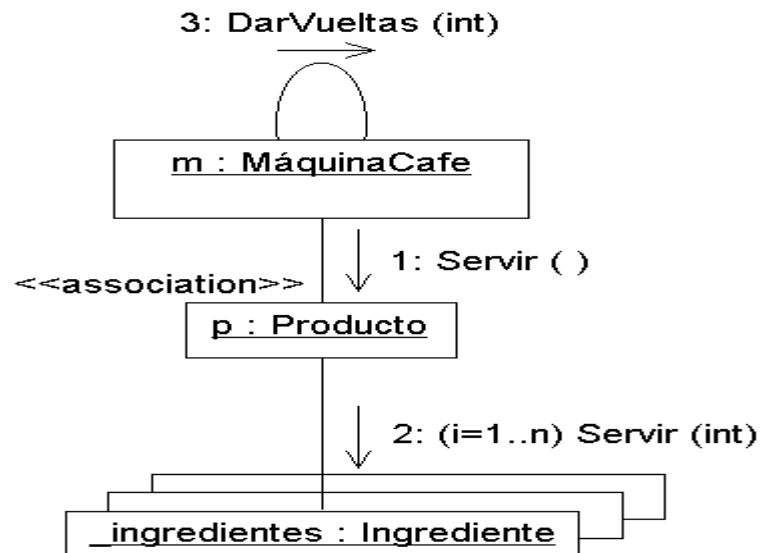 3: DarVueltas (int)
m : MáquinaCafe
1: Servir ( )
<<association>>
p : Producto
2: (i=1..n) Servir (int)
_ingredientes : Ingrediente